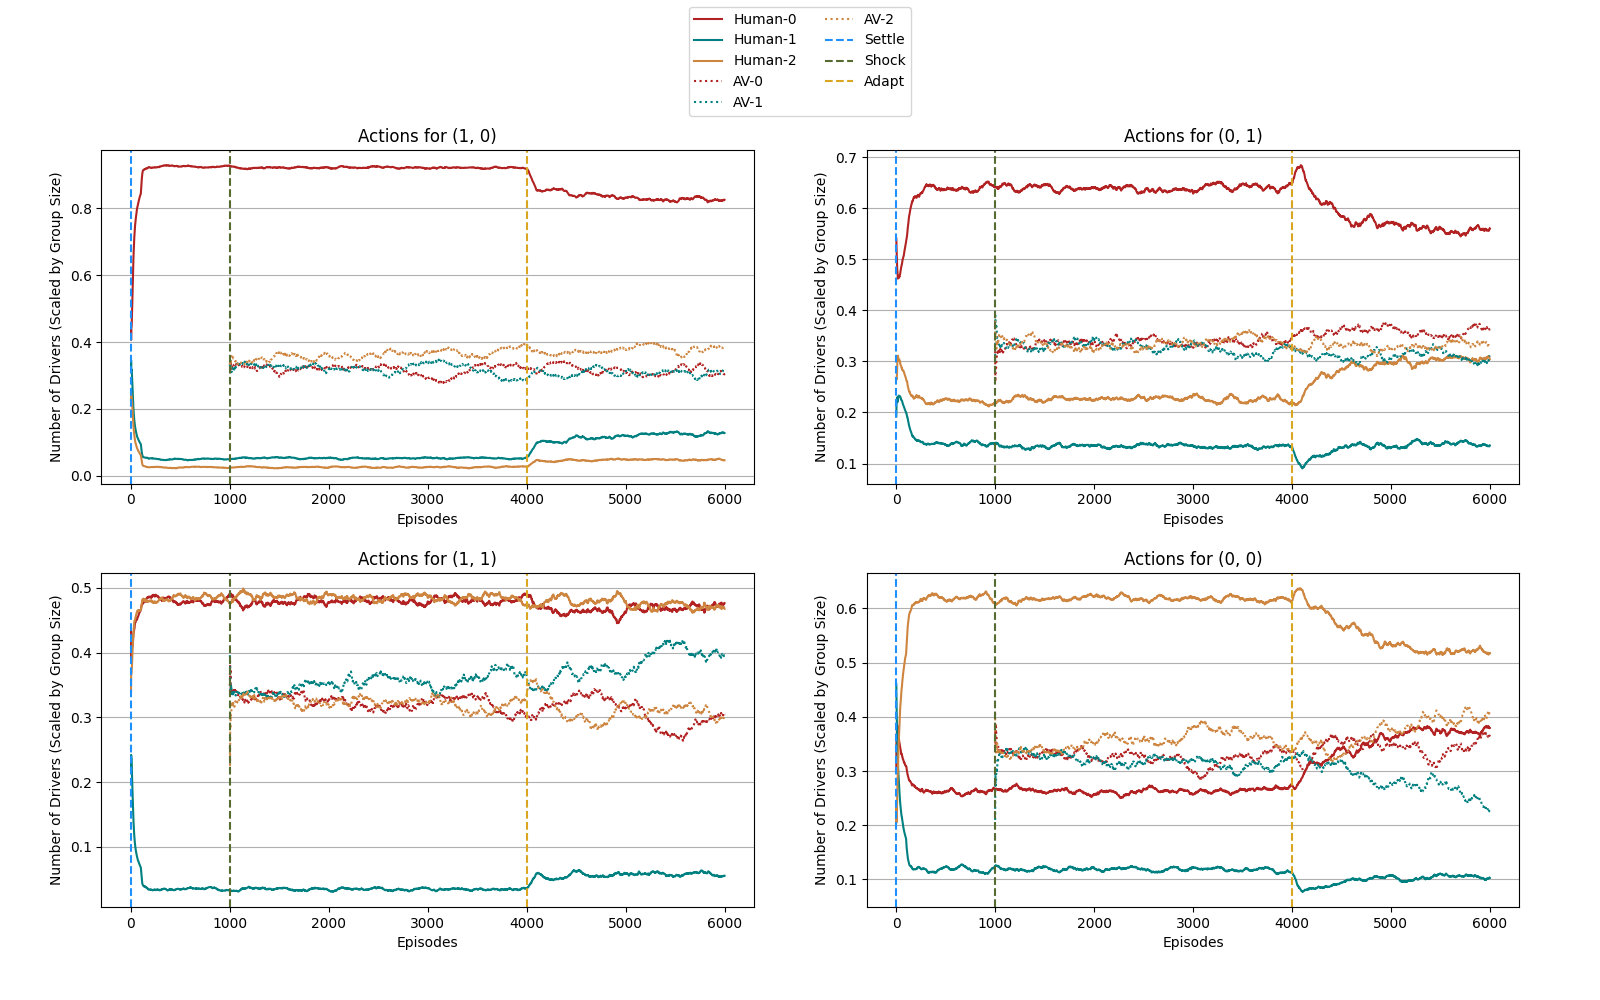 Human-0
Human-1
Human-2
AV-0
AV-1
AV-2
Settle
Shock
Adapt
Actions for (1, 0)
Number of Drivers (Scaled by Group Size)
0.8
0.6
0.4
0.2
0.0
0 1000 2000 3000 4000 5000 6000
Episodes
Actions for (0, 1)
Number of Drivers (Scaled by Group Size)
0.7
0.6
0.5
0.4
0.3
0.2
0.1
0 1000 2000 3000 4000 5000 6000
Episodes
Actions for (1, 1)
Number of Drivers (Scaled by Group Size)
0.5
0.4
0.3
0.2
0.1
0 1000 2000 3000 4000 5000 6000
Episodes
Actions for (0, 0)
Number of Drivers (Scaled by Group Size)
0.6
0.5
0.4
0.3
0.2
0.1
0 1000 2000 3000 4000 5000 6000
Episodes